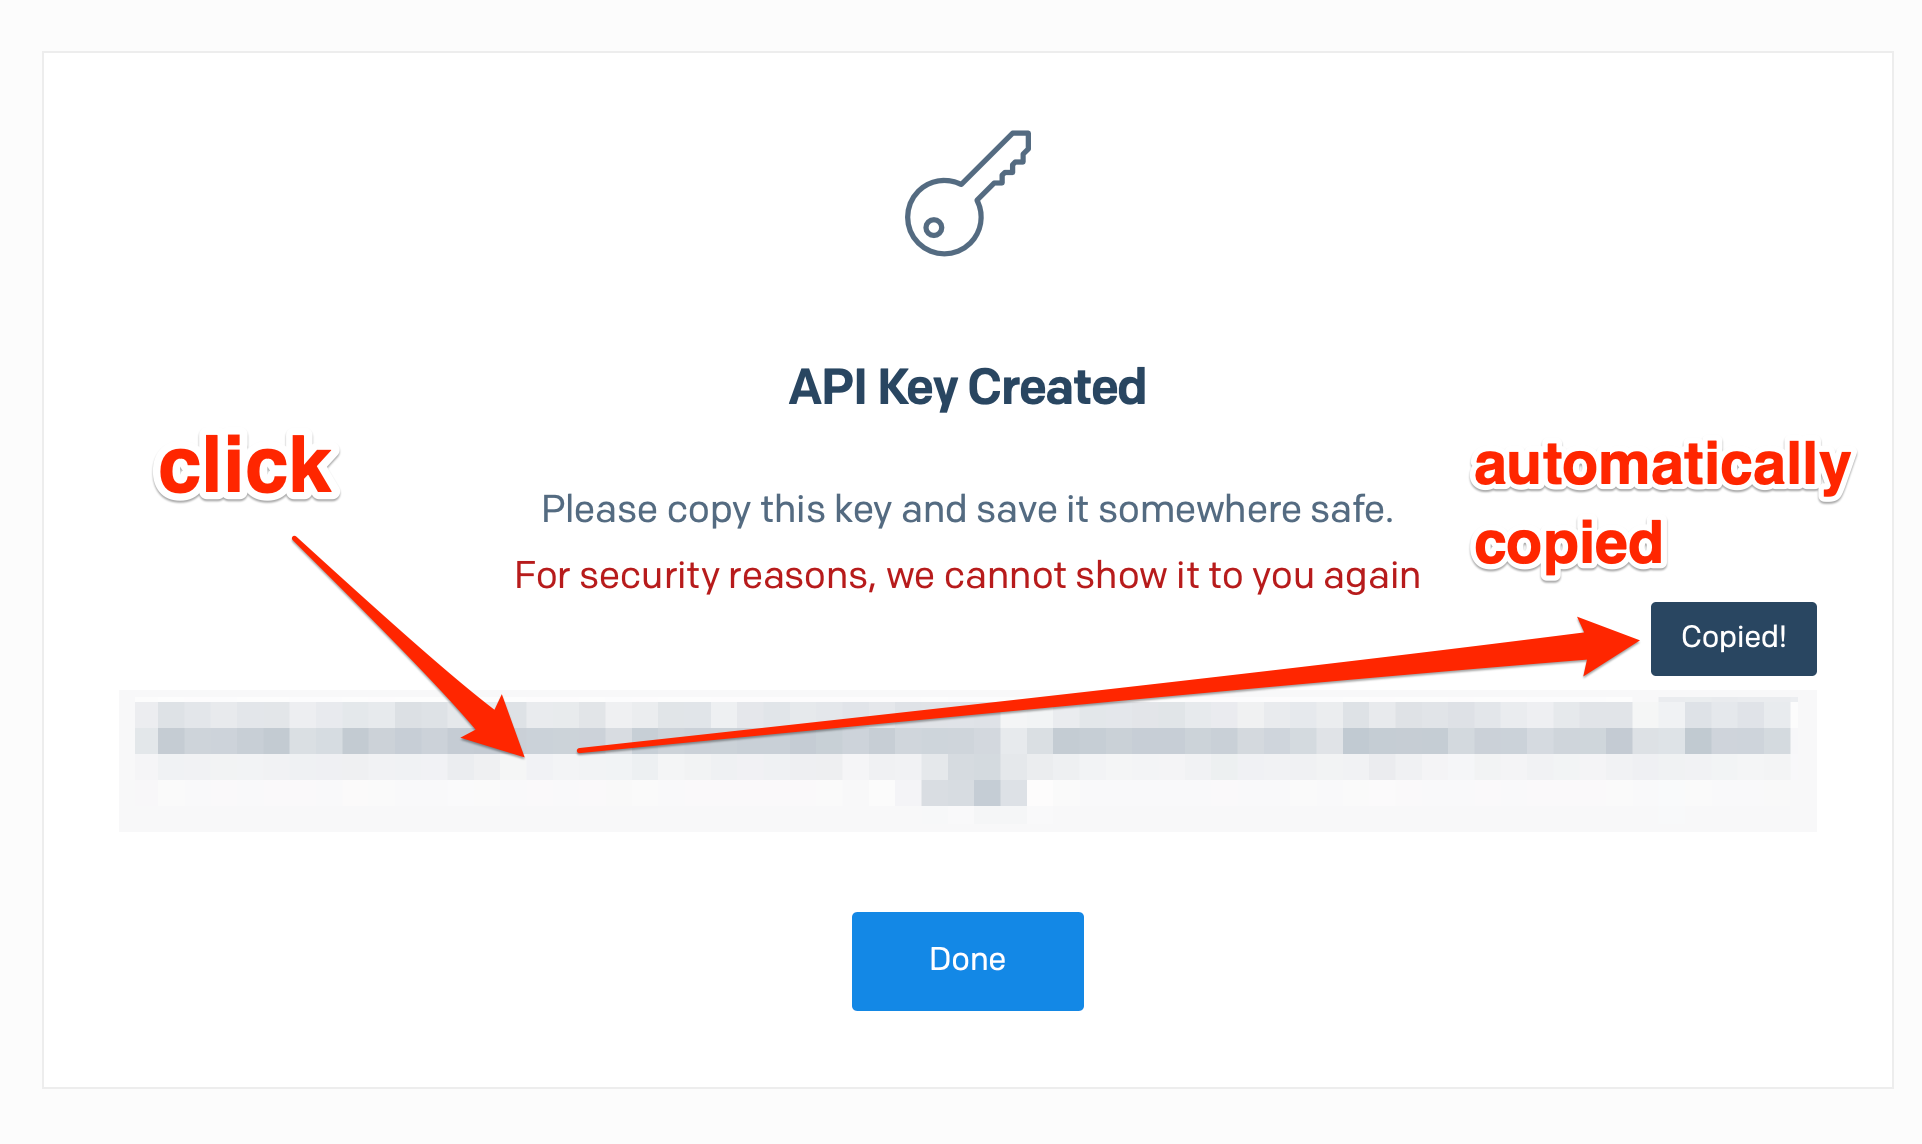 API Key Created
click
automatically
copied
Please copy this key and save it somewhere safe.
For security reasons, we cannot show it to you again
Copied!
Done